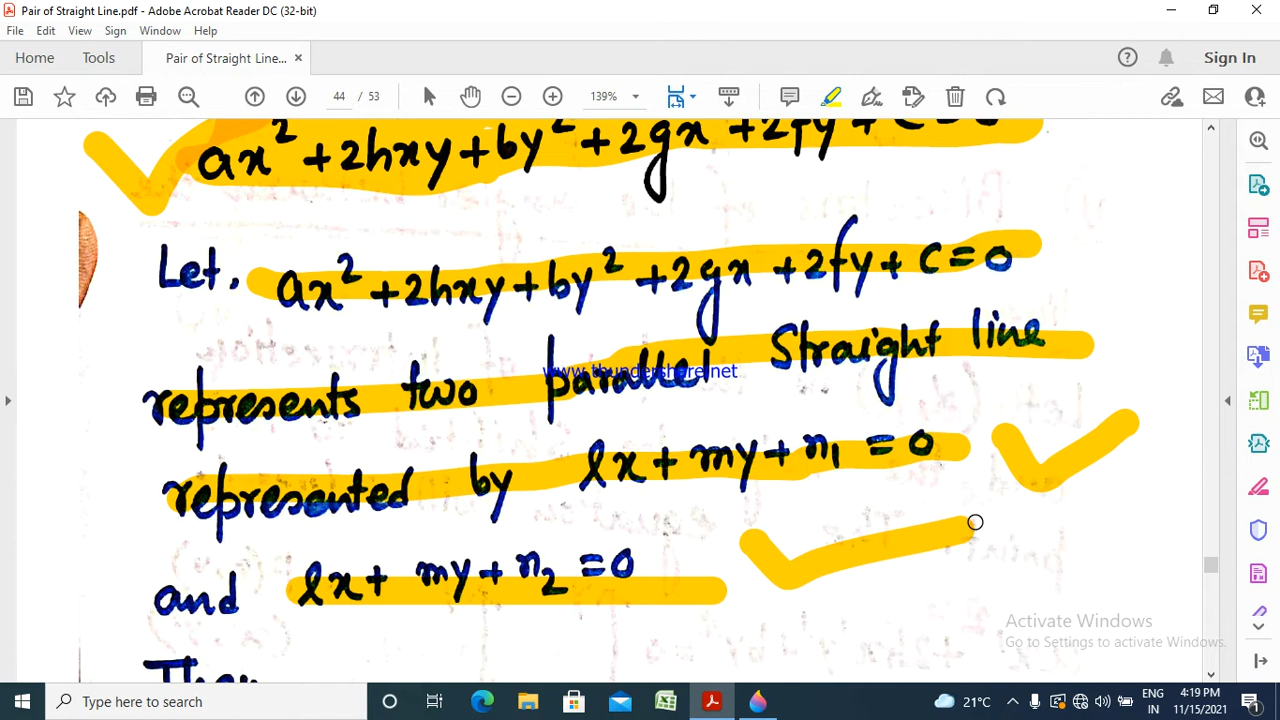 Pair of Straight Line.pdf - Adobe Acrobat Reader DC (32-bit)
File Edit View Sign Window Help
Home Tools Pair of Straight Line... × Sign In
44 / 53 139%
ax² + 2hxy + by² + 2gx + 2fy + c = 0
Let, ax² + 2hxy + by² + 2gx + 2fy + c = 0
represents two parallel Straight line
www.thundershare.net
represented by lx + my + n₁ = 0
and lx + my + n₂ = 0
Then
Activate Windows
Go to Settings to activate Windows.
Type here to search
21°C
ENG
IN
4:19 PM
11/15/2021
1